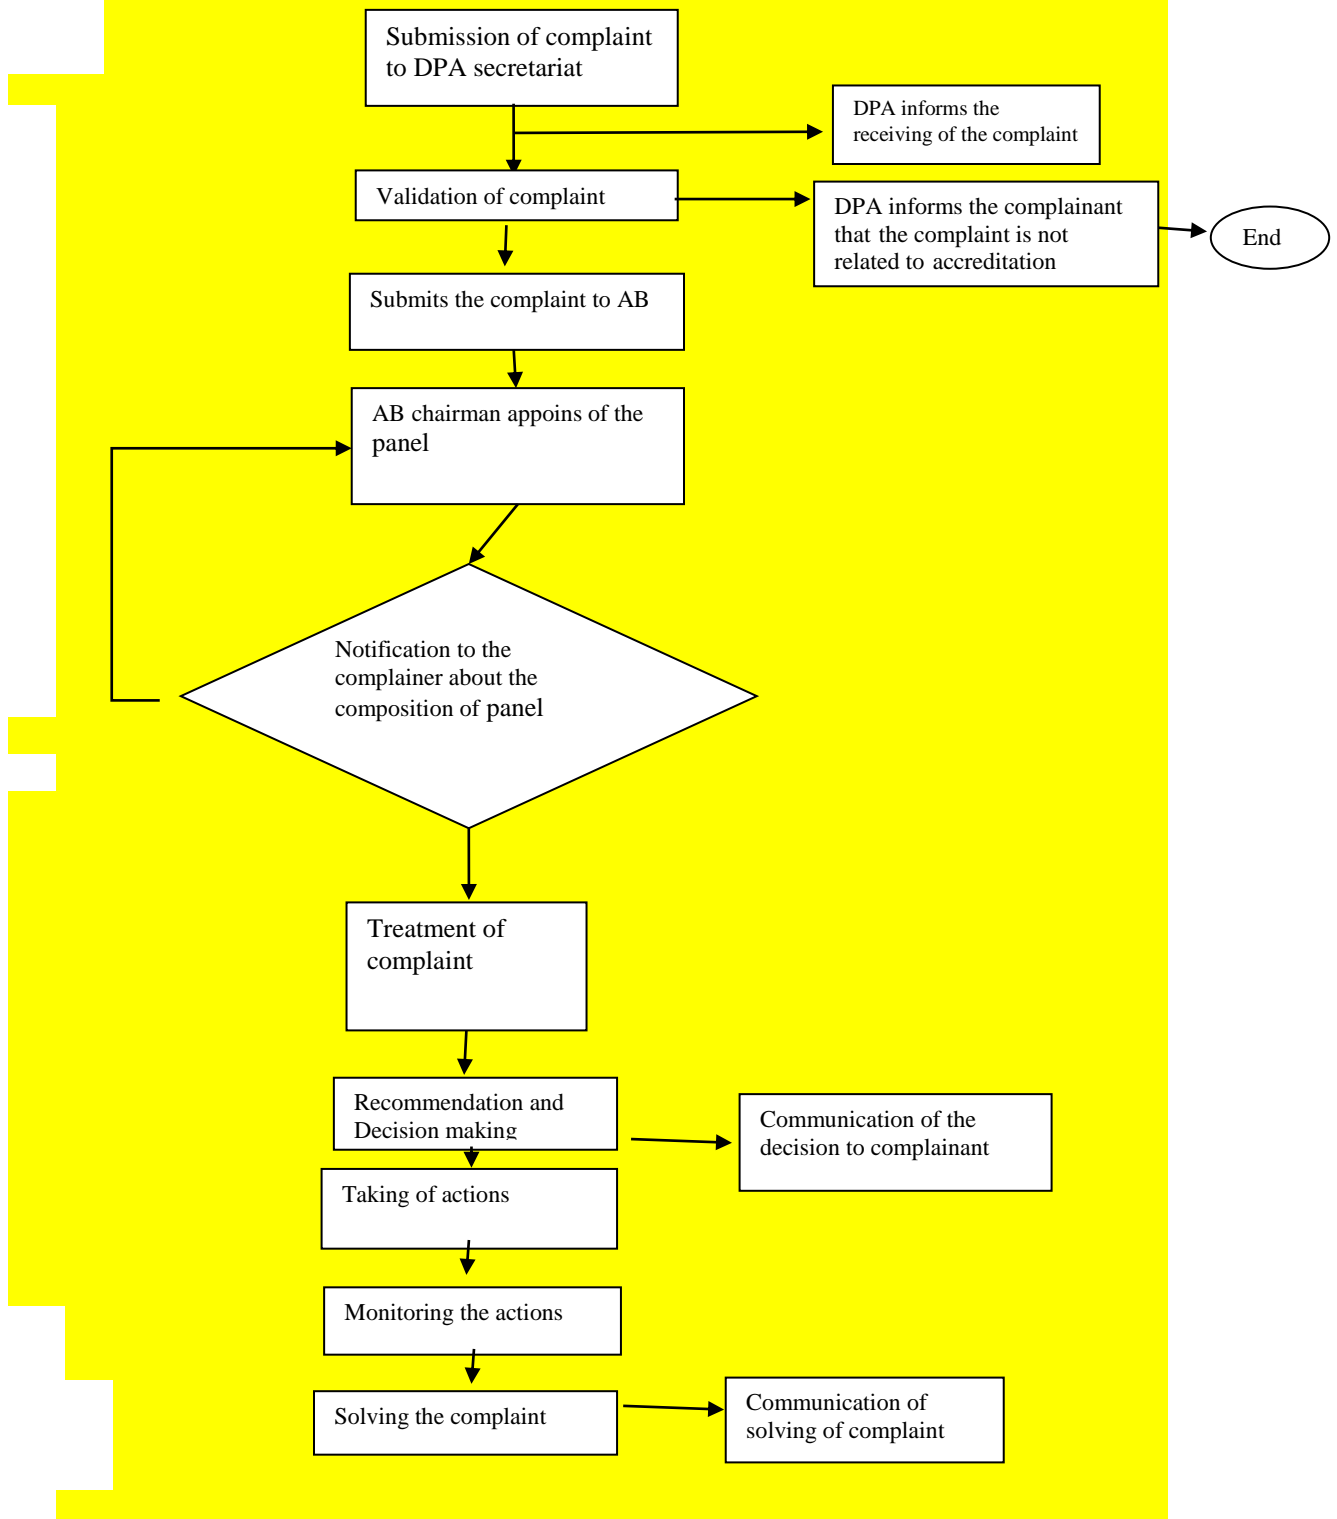 Submission of complaint
to DPA secretariat
DPA informs the
receiving of the complaint
Validation of complaint
DPA informs the complainant
that the complaint is not
related to accreditation
End
Submits the complaint to AB
AB chairman appoins of the
panel
Notification to the
complainer about the
composition of panel
Treatment of
complaint
Recommendation and
Decision making
Communication of the
decision to complainant
Taking of actions
Monitoring the actions
Solving the complaint
Communication of
solving of complaint